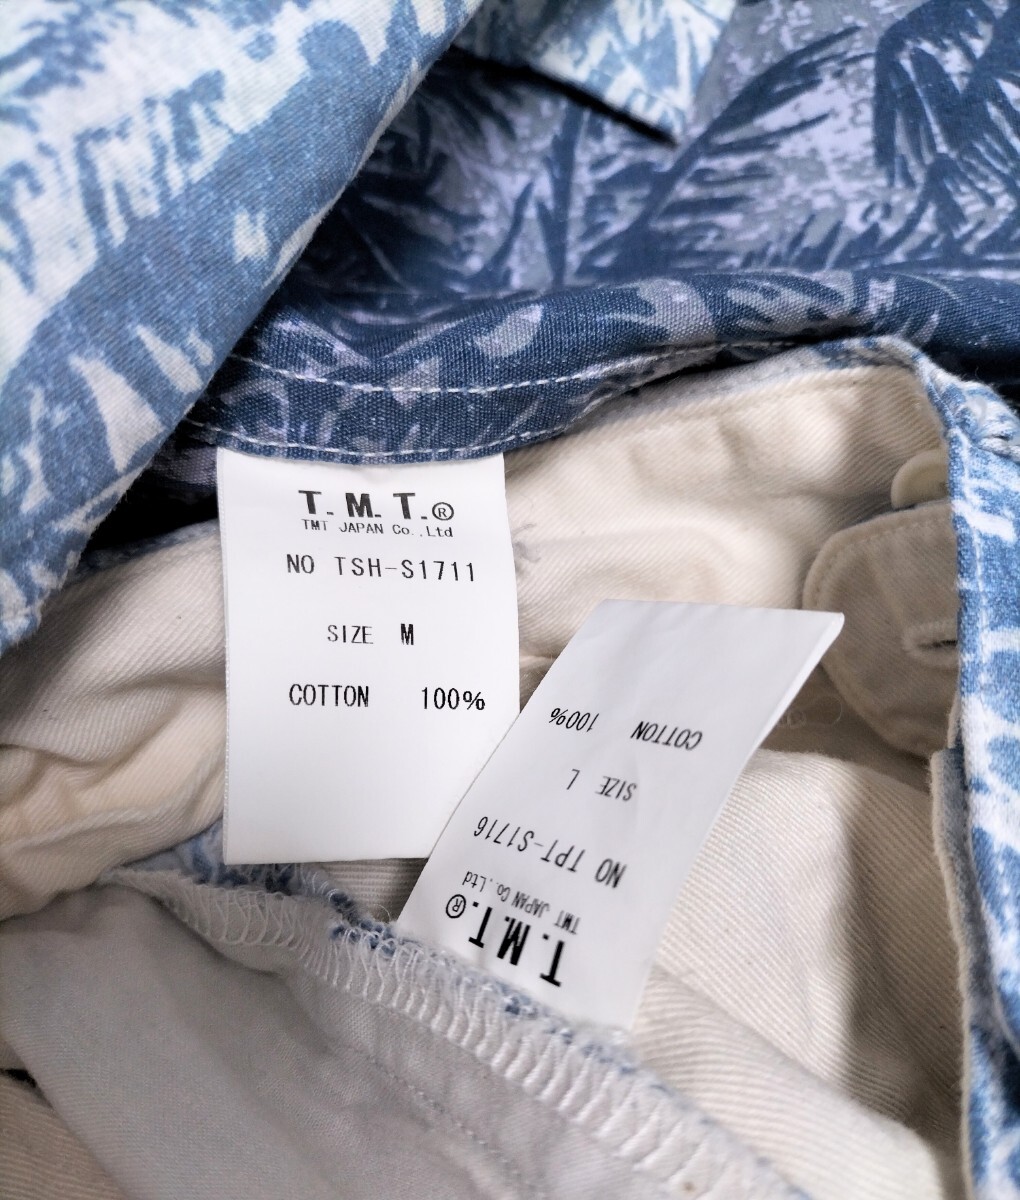 T.M.T.®
TMT JAPAN Co.,Ltd
NO TSH-S1711
SIZE M
COTTON 100%
T.M.T.®
TMT JAPAN Co.,Ltd
NO TPT-S1716
SIZE L
COTTON 100%